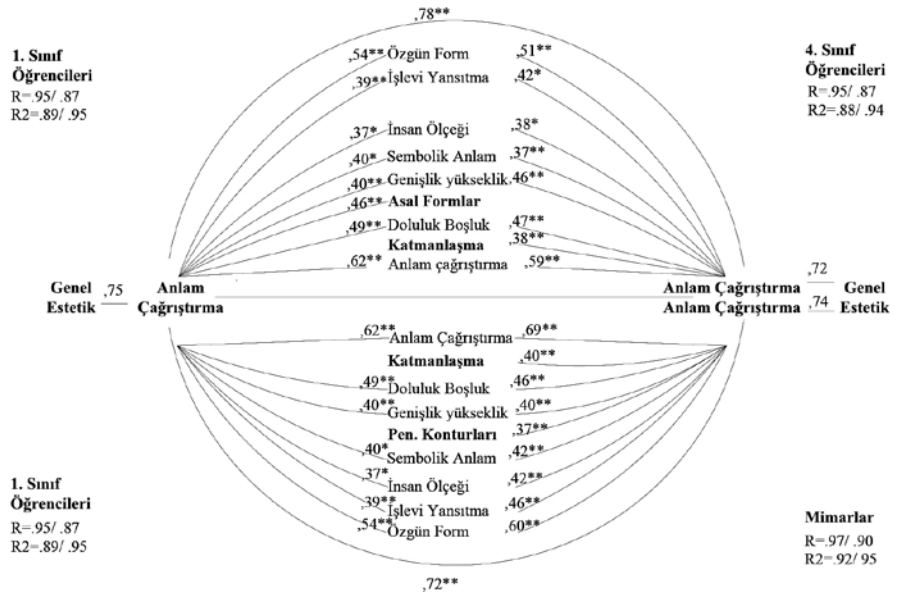 ,78**
1. Sınıf
Öğrencileri
R=.95/ .87
R2=.89/ .95
4. Sınıf
Öğrencileri
R=.95/ .87
R2=.88/ .94
,54** Özgün Form ,51**
,39** İşlevi Yansıtma ,42*
,37* İnsan Ölçeği ,38*
,40* Sembolik Anlam ,37**
,40** Genişlik yükseklik ,46**
,46** Asal Formlar
,49** Doluluk Boşluk ,47**
Katmanlaşma ,38**
,62** Anlam çağrıştırma ,59**
Genel
Estetik
,75
Anlam
Çağrıştırma
Anlam Çağrıştırma ,72
Anlam Çağrıştırma ,74
Genel
Estetik
,62** Anlam Çağrıştırma ,69**
Katmanlaşma ,40**
,49** Doluluk Boşluk ,46**
,40** Genişlik yükseklik ,40**
Pen. Konturları ,37**
,40* Sembolik Anlam ,42**
,37* İnsan Ölçeği ,42**
,39** İşlevi Yansıtma ,46**
,54** Özgün Form ,60**
1. Sınıf
Öğrencileri
R=.95/ .87
R2=.89/ .95
Mimarlar
R=.97/ .90
R2=.92/ 95
,72**